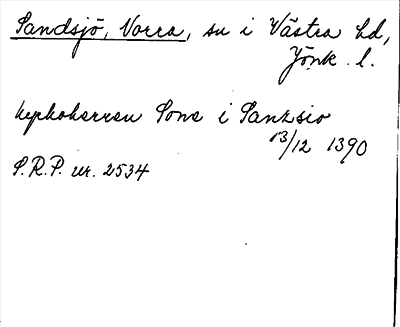 Sandsjö, Norra, sn i Västra hd,
Jönk. l.
kyrkoherren Sone i Sanzsio
13/12 1390
S.R.P. nr. 2534